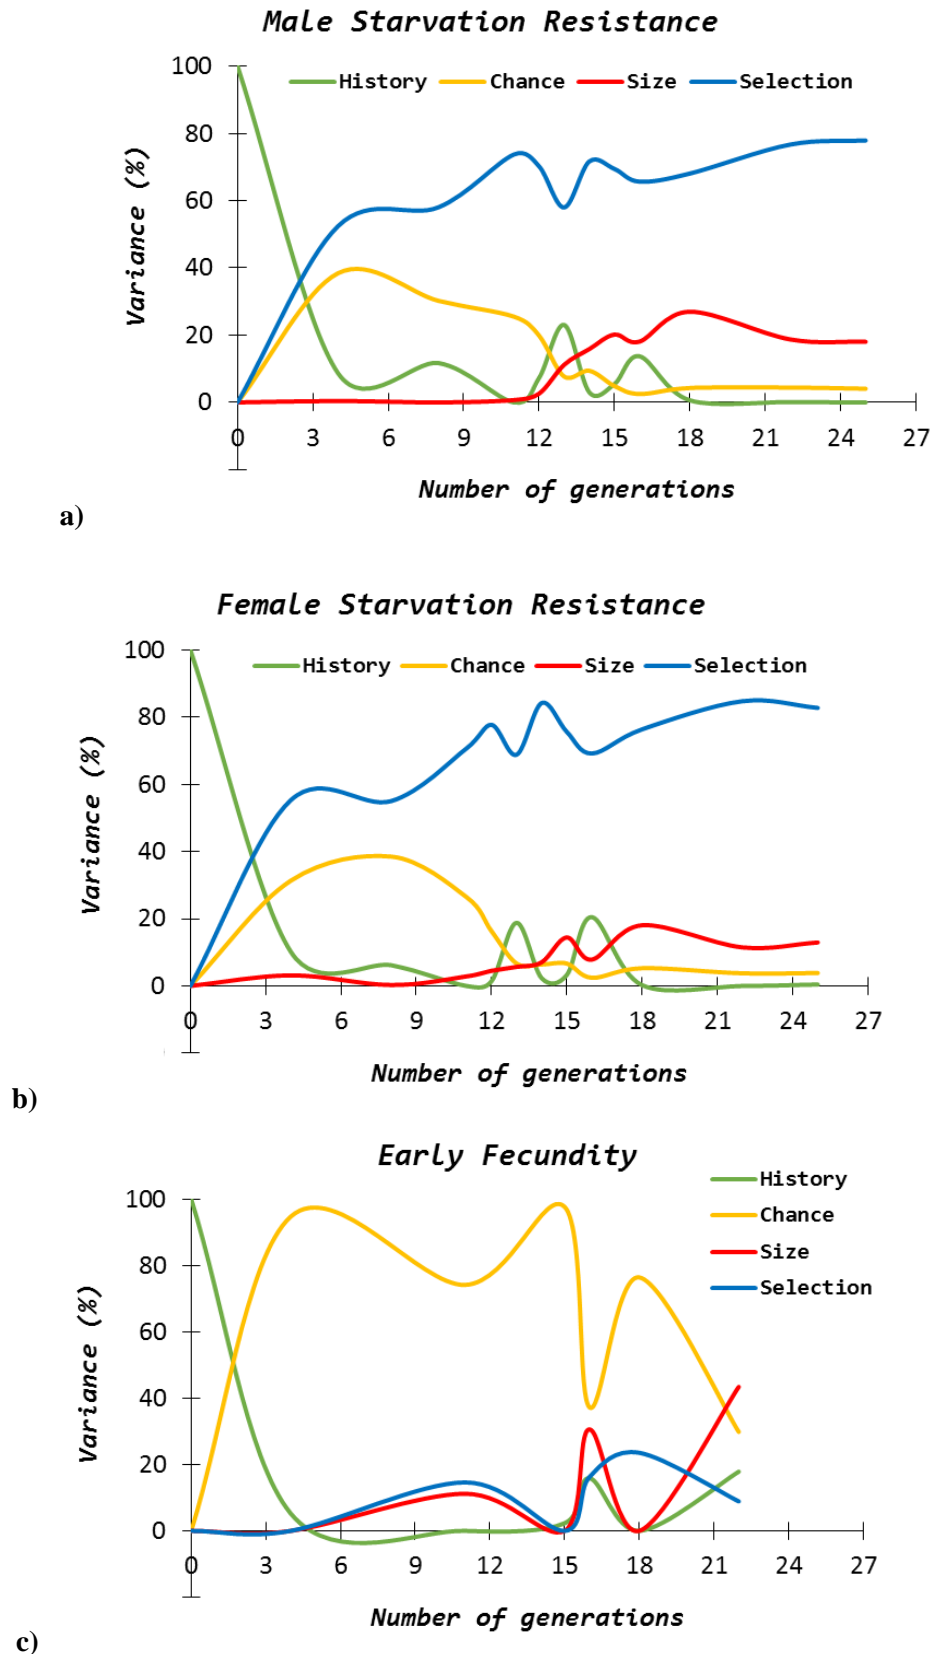 Male Starvation Resistance
100
History Chance Size Selection
80
60
40
20
0
Variance (%)
0 3 6 9 12 15 18 21 24 27
Number of generations
a)
Female Starvation Resistance
100
History Chance Size Selection
80
60
40
20
0
Variance (%)
0 3 6 9 12 15 18 21 24 27
Number of generations
b)
Early Fecundity
History
Chance
Size
Selection
100
80
60
40
20
0
Variance (%)
0 3 6 9 12 15 18 21 24 27
Number of generations
c)